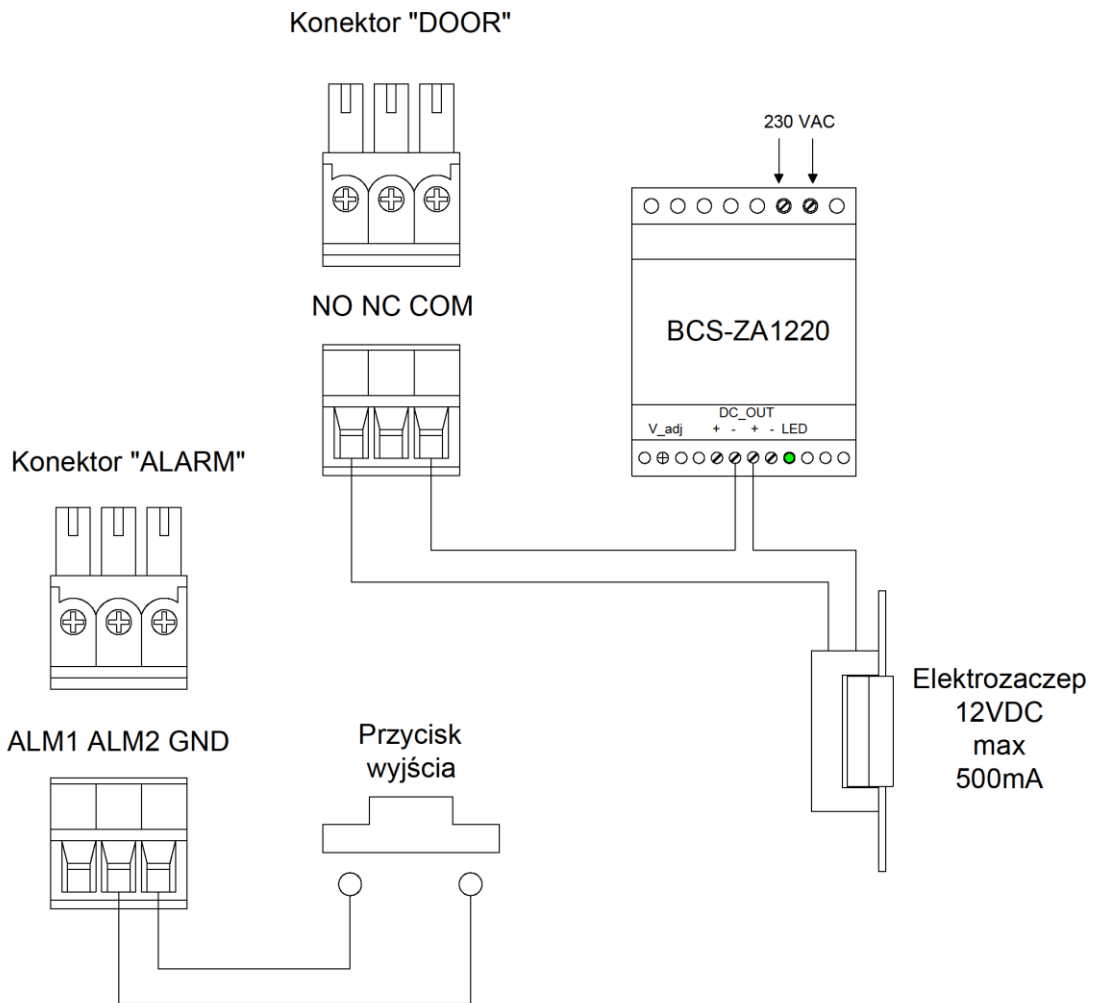 Konektor "DOOR"
230 VAC
NO NC COM
BCS-ZA1220
DC_OUT
V_adj + - + - LED
Konektor "ALARM"
ALM1 ALM2 GND
Przycisk
wyjścia
Elektrozaczep
12VDC
max
500mA